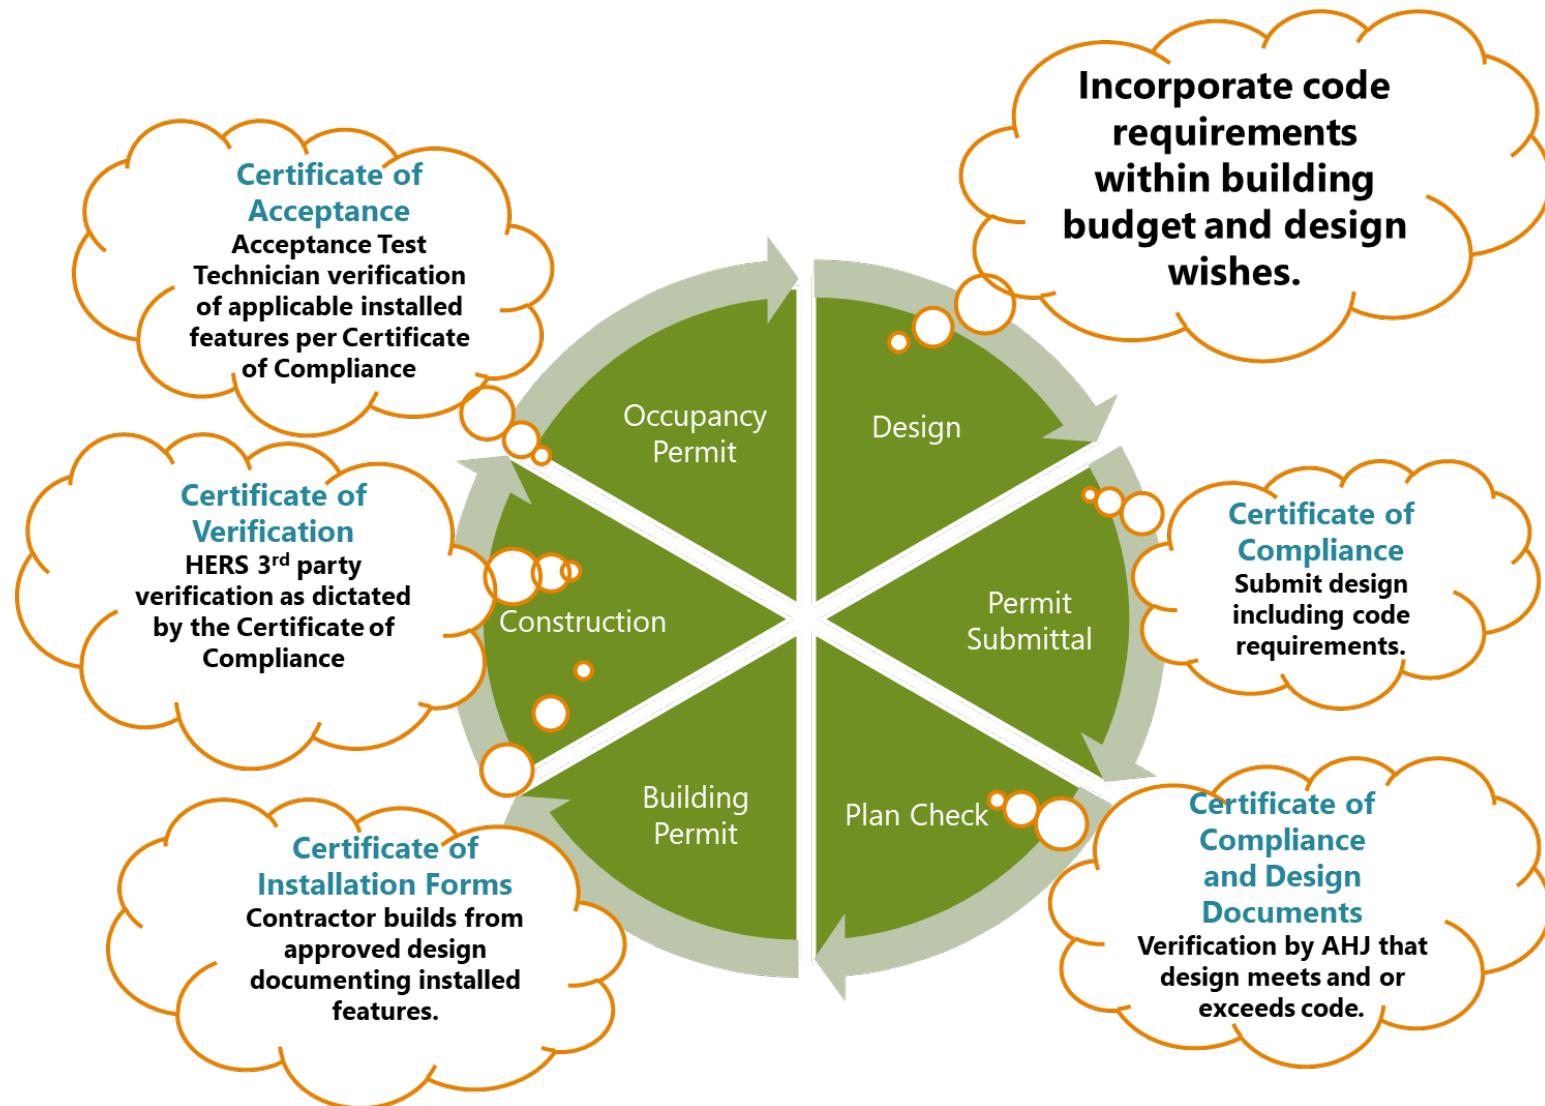 Incorporate code
requirements
within building
budget and design
wishes.
Certificate of
Acceptance
Acceptance Test
Technician verification
of applicable installed
features per Certificate
of Compliance
Occupancy
Permit
Design
Certificate of
Verification
HERS 3rd party
verification as dictated
by the Certificate of
Compliance
Certificate of
Compliance
Submit design
including code
requirements.
Construction
Permit
Submittal
Building
Permit
Plan Check
Certificate of
Installation Forms
Contractor builds from
approved design
documenting installed
features.
Certificate of
Compliance
and Design
Documents
Verification by AHJ that
design meets and or
exceeds code.